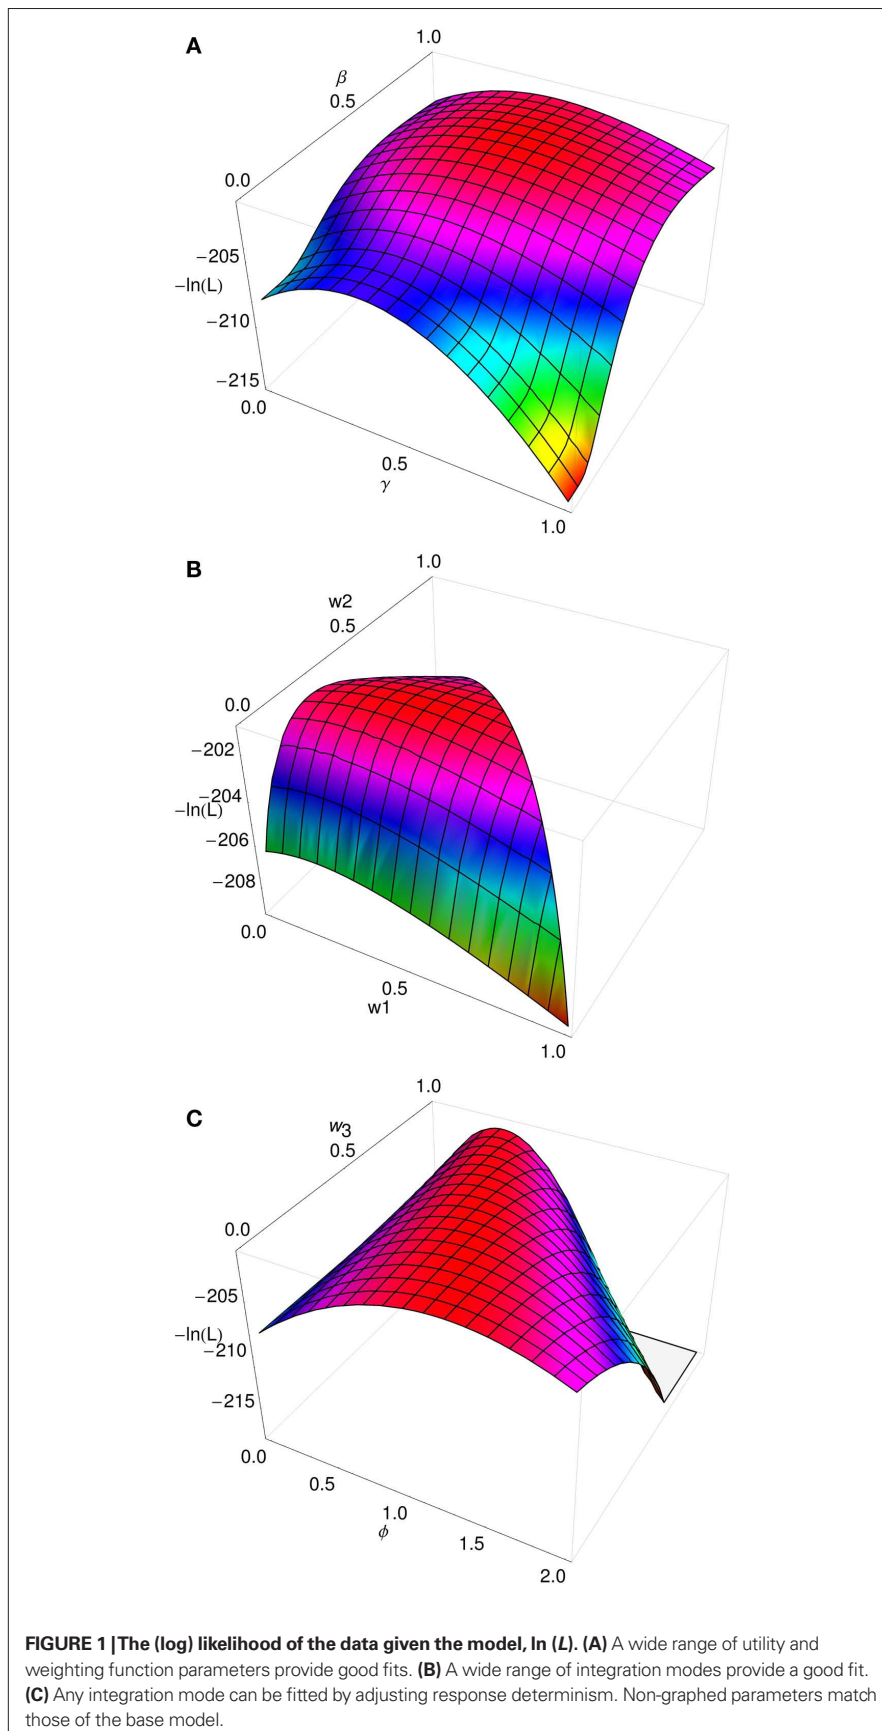 A
1.0
β
0.5
0.0
−205
−ln(L)
−210
−215
0.0
0.5
γ
1.0
B
1.0
w2
0.5
0.0
−202
−204
−ln(L)
−206
−208
0.0
0.5
w1
1.0
C
1.0
w3
0.5
0.0
−205
−ln(L)
−210
−215
0.0
0.5
1.0
ϕ
1.5
2.0
FIGURE 1 | The (log) likelihood of the data given the model, ln (L). (A) A wide range of utility and
weighting function parameters provide good fits. (B) A wide range of integration modes provide a good fit.
(C) Any integration mode can be fitted by adjusting response determinism. Non-graphed parameters match
those of the base model.